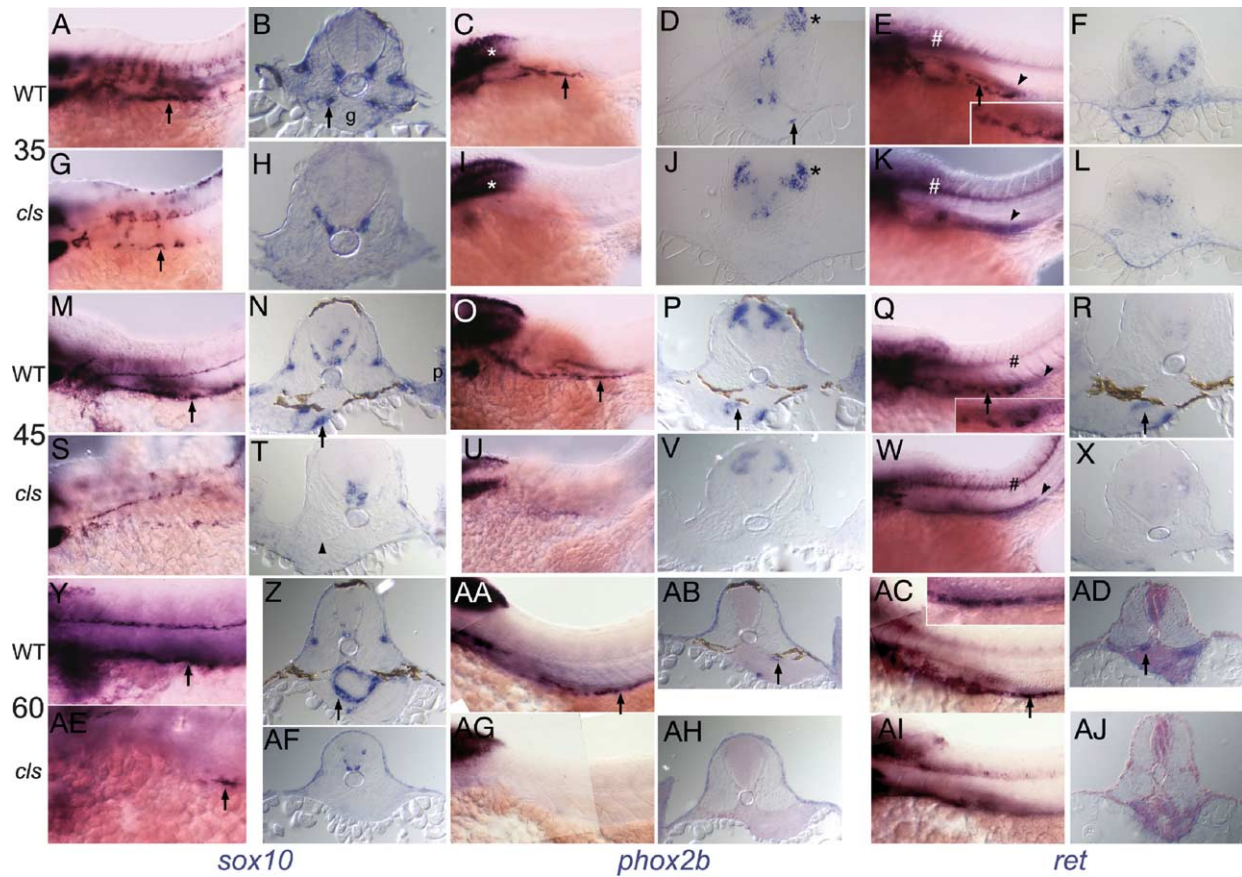 A B C D E F
* * #
WT
g
35
G H I J K L
* * #
cls
M N O P Q R
WT
p #
45
S T U V W X
cls
#
Y Z AA AB AC AD
WT
60
AE AF AG AH AI AJ
cls
sox10 phox2b ret